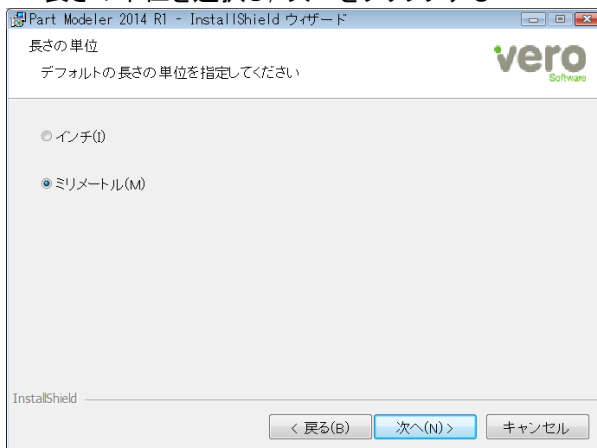 Part Modeler 2014 R1 - InstallShield ウィザード
長さの単位
デフォルトの長さの単位を指定してください
vero
Software
インチ(I)
ミリメートル(M)
InstallShield
< 戻る(B)
次へ(N) >
キャンセル